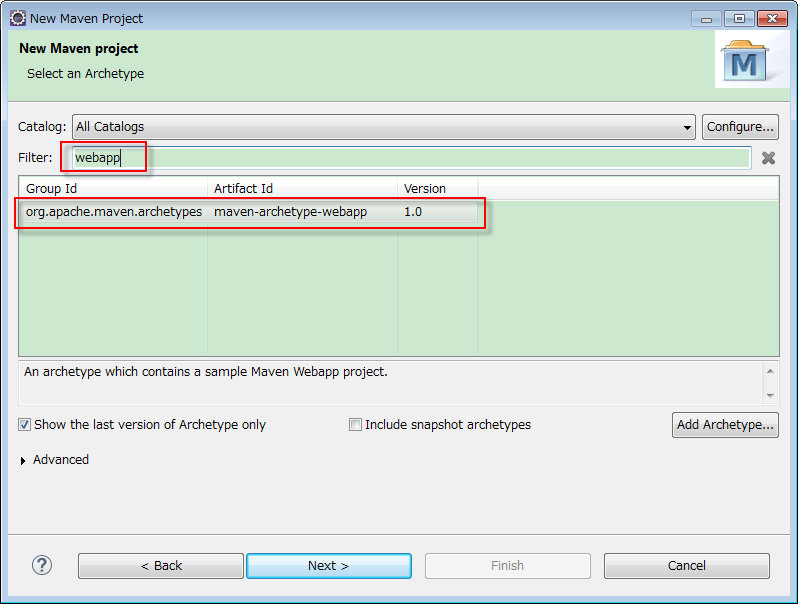 New Maven Project
New Maven project
Select an Archetype
M
Catalog: All Catalogs Configure...
Filter: webapp
Group Id Artifact Id Version
org.apache.maven.archetypes maven-archetype-webapp 1.0
An archetype which contains a sample Maven Webapp project.
Show the last version of Archetype only Include snapshot archetypes Add Archetype...
Advanced
? < Back Next > Finish Cancel